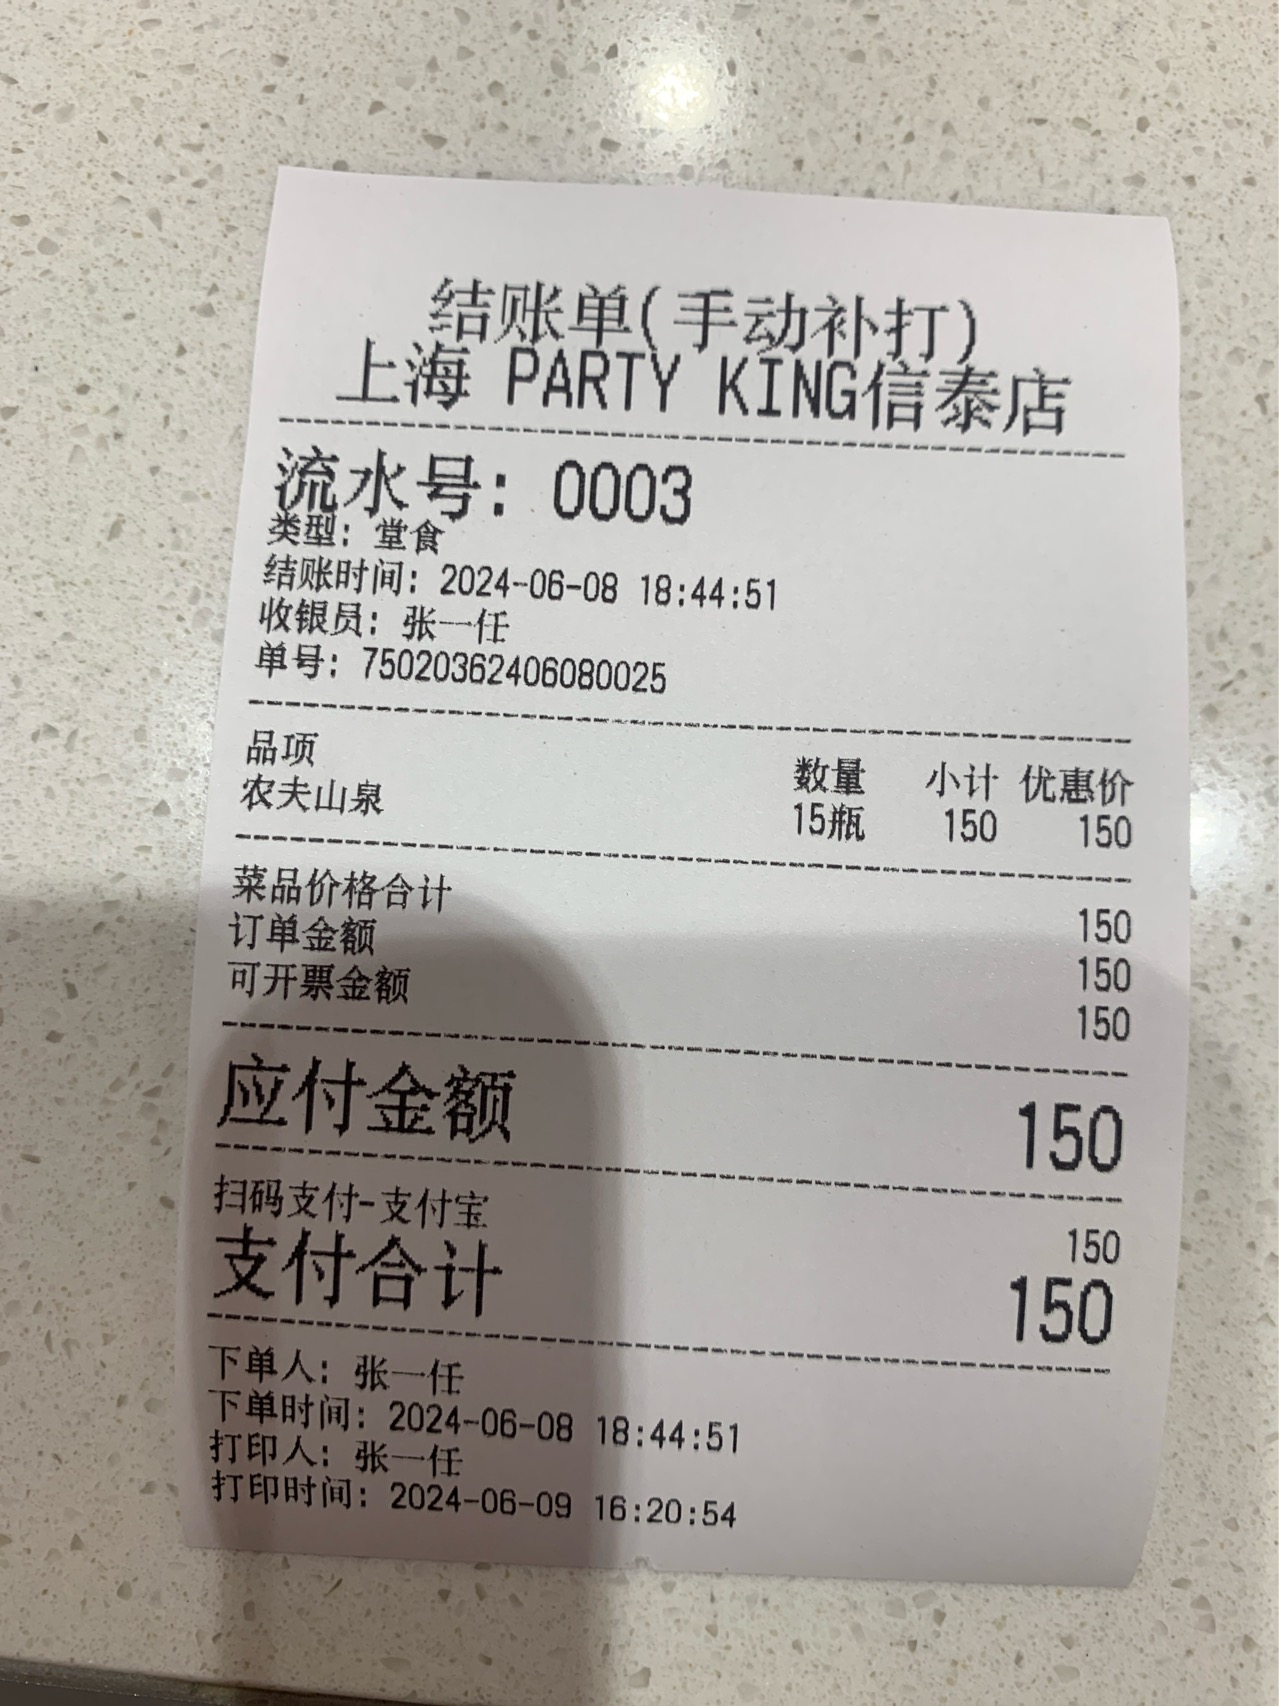 结账单(手动补打)
上海 PARTY KING信泰店
流水号: 0003
类型: 堂食
结账时间: 2024-06-08 18:44:51
收银员: 张一任
单号: 75020362406080025
品项 数量 小计 优惠价
农夫山泉 15瓶 150 150
菜品价格合计 150
订单金额 150
可开票金额 150
应付金额 150
扫码支付-支付宝 150
支付合计 150
下单人: 张一任
下单时间: 2024-06-08 18:44:51
打印人: 张一任
打印时间: 2024-06-09 16:20:54